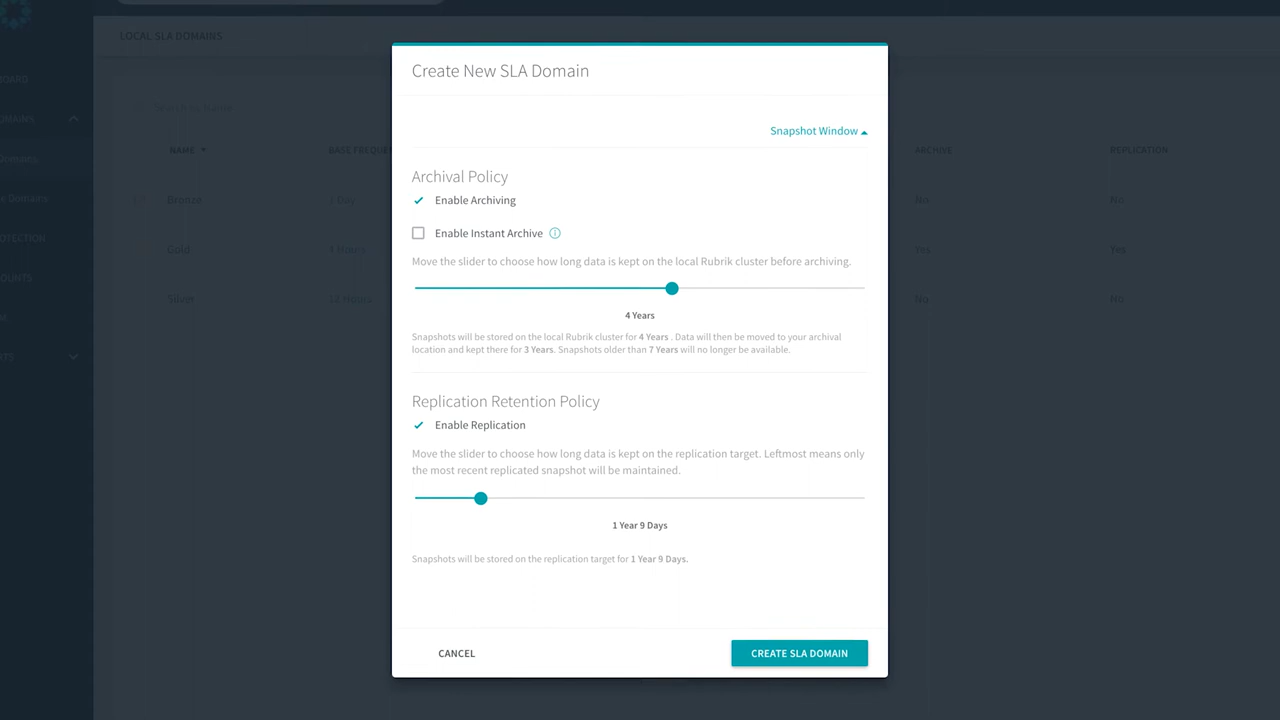 LOCAL SLA DOMAINS
Create New SLA Domain
Search by Name
Snapshot Window
NAME
ARCHIVE
REPLICATION
Archival Policy
Enable Archiving
Bronze
No
No
Enable Instant Archive
Gold
4 Hours
Yes
Yes
Move the slider to choose how long data is kept on the local Rubrik cluster before archiving.
Silver
No
No
4 Years
Snapshots will be stored on the local Rubrik cluster for 4 Years . Data will then be moved to your archival
location and kept there for 3 Years. Snapshots older than 7 Years will no longer be available.
Replication Retention Policy
Enable Replication
Move the slider to choose how long data is kept on the replication target. Leftmost means only
the most recent replicated snapshot will be maintained.
1 Year 9 Days
Snapshots will be stored on the replication target for 1 Year 9 Days.
CANCEL
CREATE SLA DOMAIN